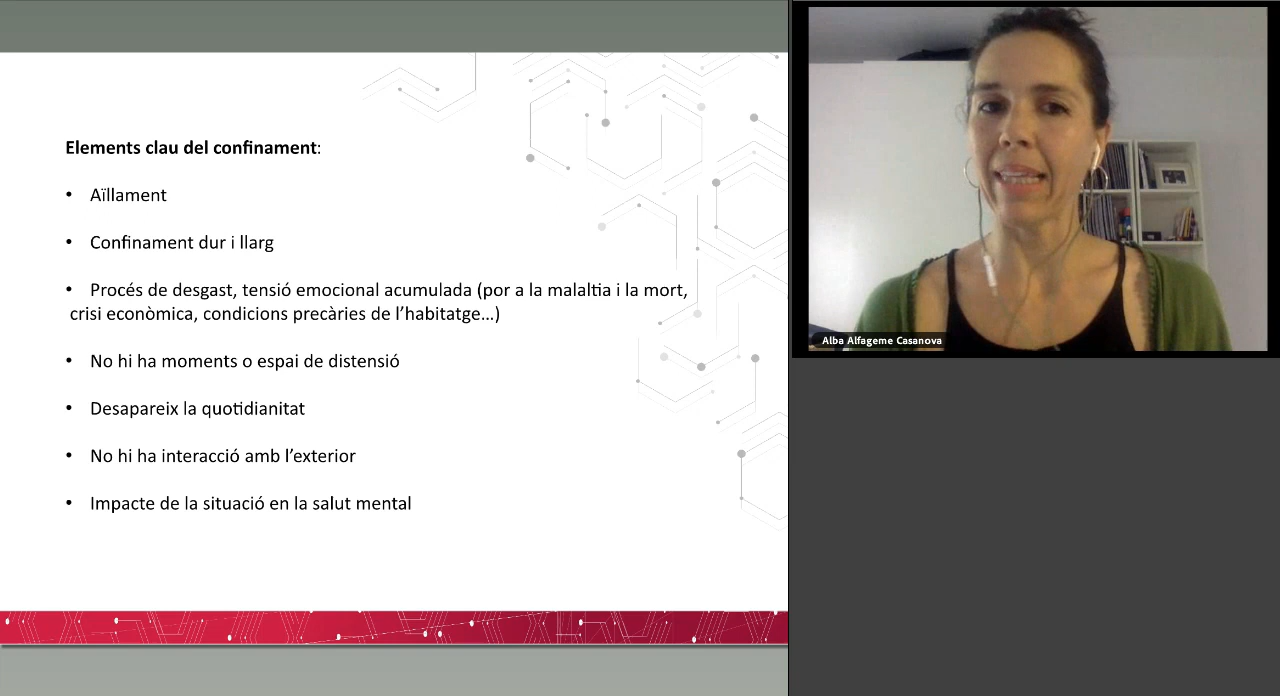 Elements clau del confinament:
• Aïllament
• Confinament dur i llarg
• Procés de desgast, tensió emocional acumulada (por a la malaltia i la mort,
crisi econòmica, condicions precàries de l’habitatge…)
• No hi ha moments o espai de distensió
• Desapareix la quotidianitat
• No hi ha interacció amb l’exterior
• Impacte de la situació en la salut mental
Alba Alfageme Casanova